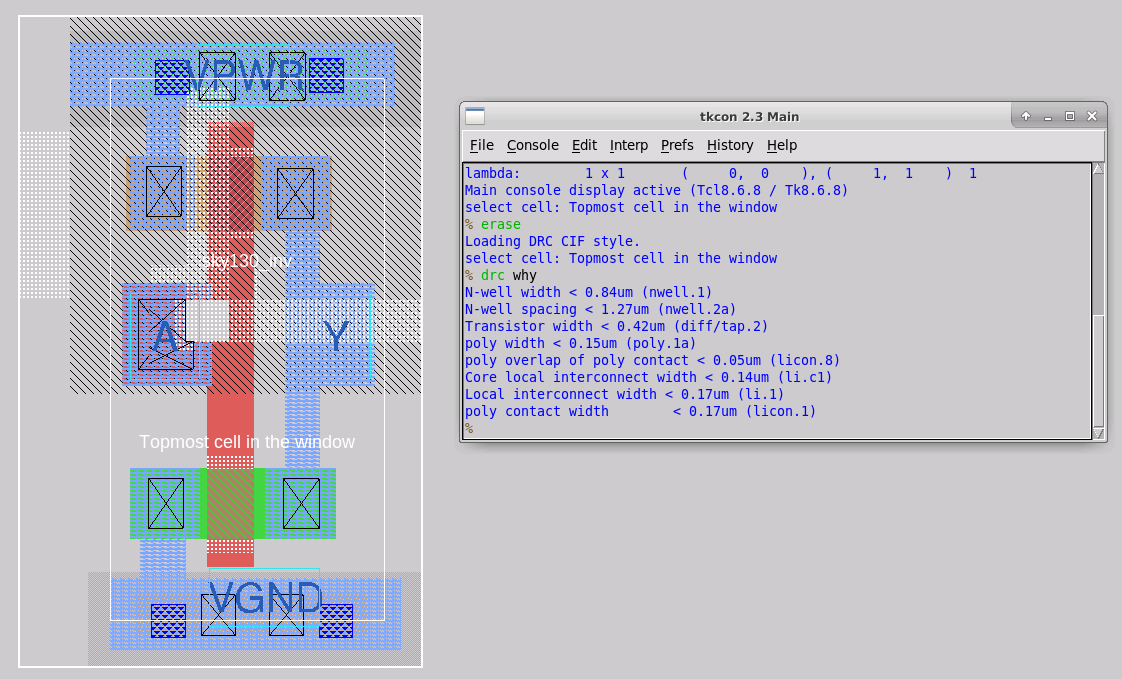 VPWR
sky130_inv
A
Y
Topmost cell in the window
VGND
tkcon 2.3 Main
File Console Edit Interp Prefs History Help
lambda: 1 x 1 ( 0, 0 ), ( 1, 1 ) 1
Main console display active (Tcl8.6.8 / Tk8.6.8)
select cell: Topmost cell in the window
% erase
Loading DRC CIF style.
select cell: Topmost cell in the window
% drc why
N-well width < 0.84um (nwell.1)
N-well spacing < 1.27um (nwell.2a)
Transistor width < 0.42um (diff/tap.2)
poly width < 0.15um (poly.1a)
poly overlap of poly contact < 0.05um (licon.8)
Core local interconnect width < 0.14um (li.c1)
Local interconnect width < 0.17um (li.1)
poly contact width < 0.17um (licon.1)
%